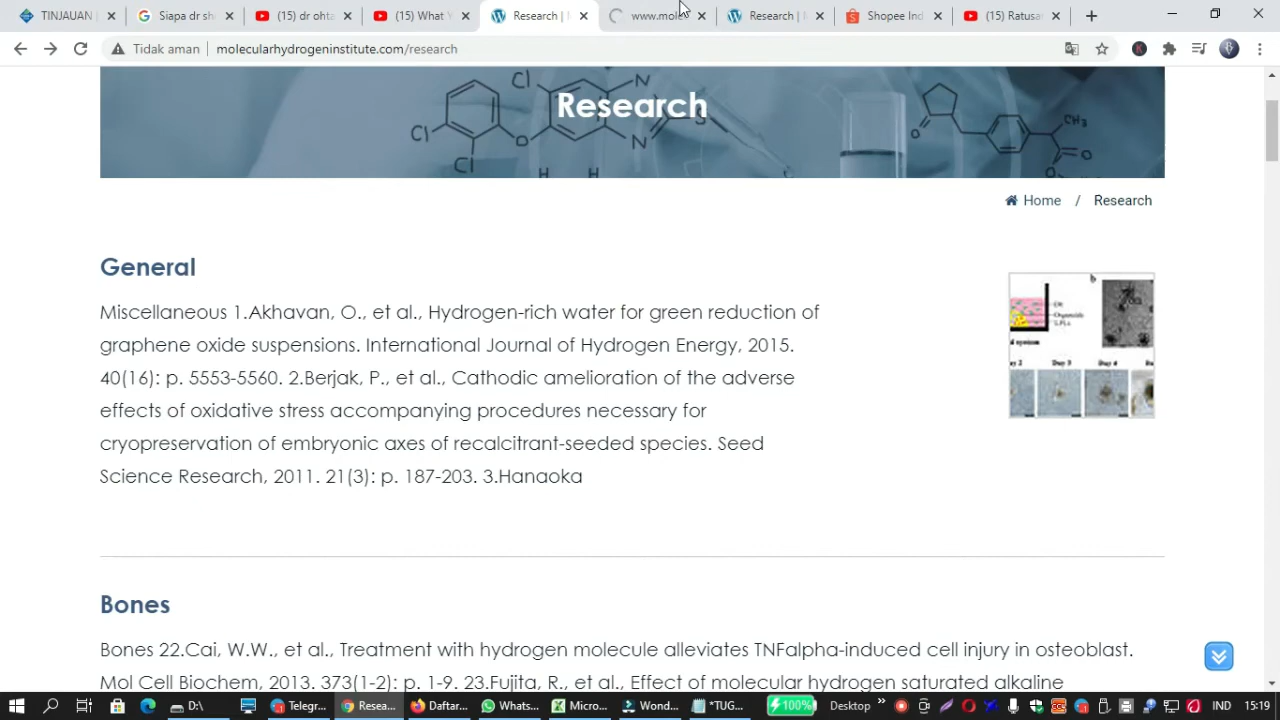 TINJAUAN
Siapa dr sh
(15) dr ohta
(15) What
Research |
www.mole
Research |
Shopee Ind
(15) Ratusa
Tidak aman
molecularhydrogeninstitute.com/research
Research
Cl
N
CH₃
Cl
O
N
S
O
Cl
H
H
O
Home / Research
General
Miscellaneous 1.Akhavan, O., et al., Hydrogen-rich water for green reduction of
graphene oxide suspensions. International Journal of Hydrogen Energy, 2015.
40(16): p. 5553-5560. 2.Berjak, P., et al., Cathodic amelioration of the adverse
effects of oxidative stress accompanying procedures necessary for
cryopreservation of embryonic axes of recalcitrant-seeded species. Seed
Science Research, 2011. 21(3): p. 187-203. 3.Hanaoka
Day 3
Bones
Bones 22.Cai, W.W., et al., Treatment with hydrogen molecule alleviates TNFalpha-induced cell injury in osteoblast.
Mol Cell Biochem, 2013. 373(1-2): p. 1-9. 23.Fujita, R., et al., Effect of molecular hydrogen saturated alkaline
D:\
Telegr...
Resea...
Daftar...
Whats...
Micro...
Wond...
*TUG...
100%
Desktop
IND
15:19